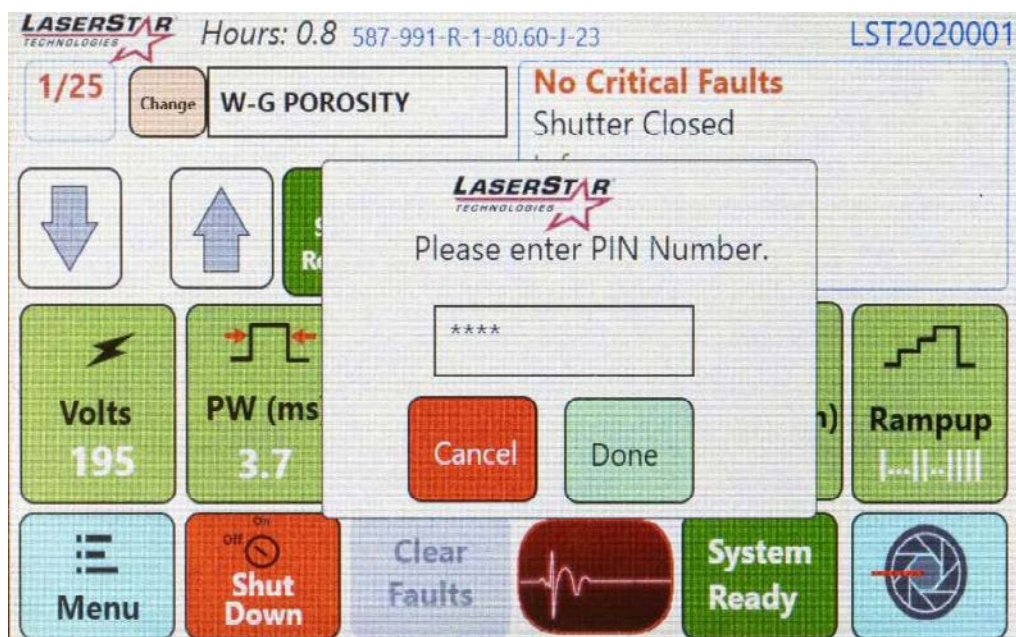 LASERSTAR
TECHNOLOGIES
Hours: 0.8
587-991-R-1-80.60-J-23
LST2020001
1/25
Change
W-G POROSITY
No Critical Faults
Shutter Closed
LASERSTAR
TECHNOLOGIES
Please enter PIN Number.
****
Cancel
Done
Volts
195
PW (ms
3.7
Rampup
Menu
On
Off
Shut
Down
Clear
Faults
System
Ready